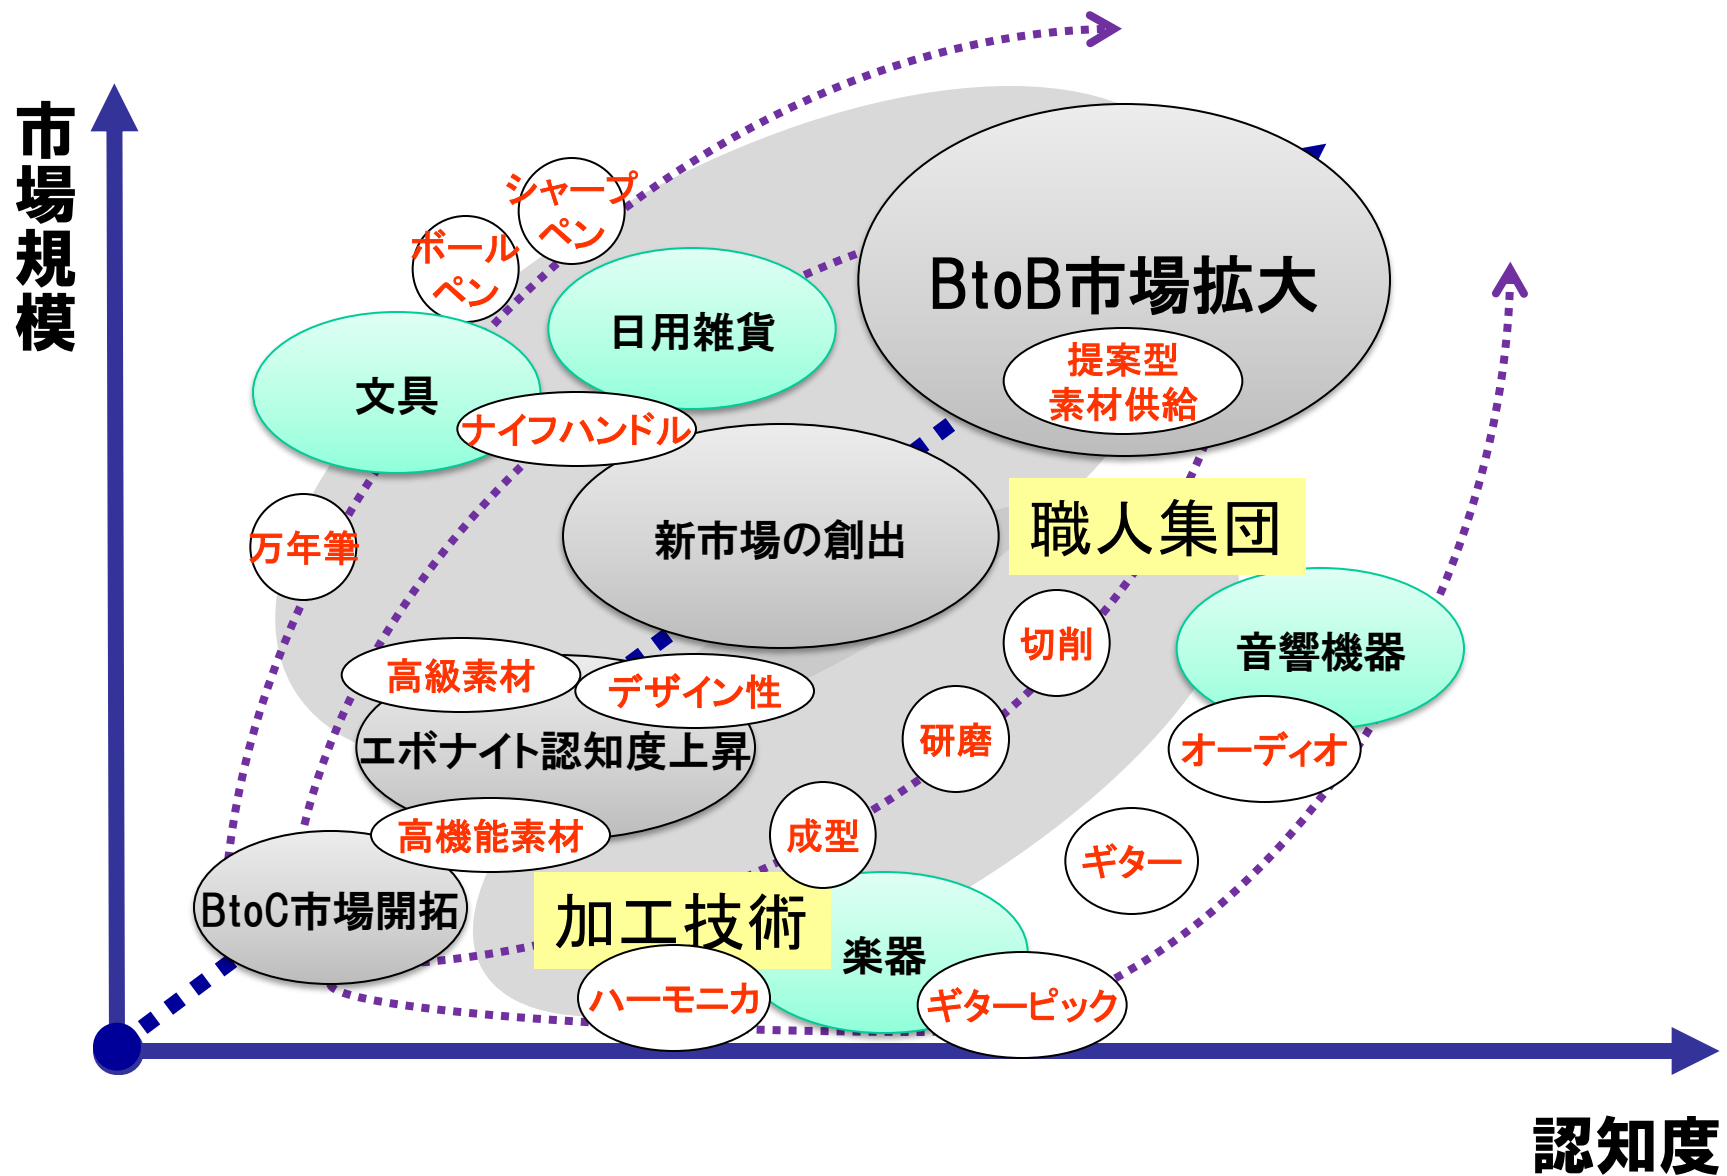 市場規模
シャープ
ペン
ボール
ペン
BtoB市場拡大
日用雑貨
提案型
素材供給
文具
ナイフハンドル
新市場の創出
職人集団
万年筆
切削
音響機器
高級素材
デザイン性
研磨
エボナイト認知度上昇
オーディオ
高機能素材
成型
ギター
BtoC市場開拓
加工技術
楽器
ハーモニカ
ギターピック
認知度